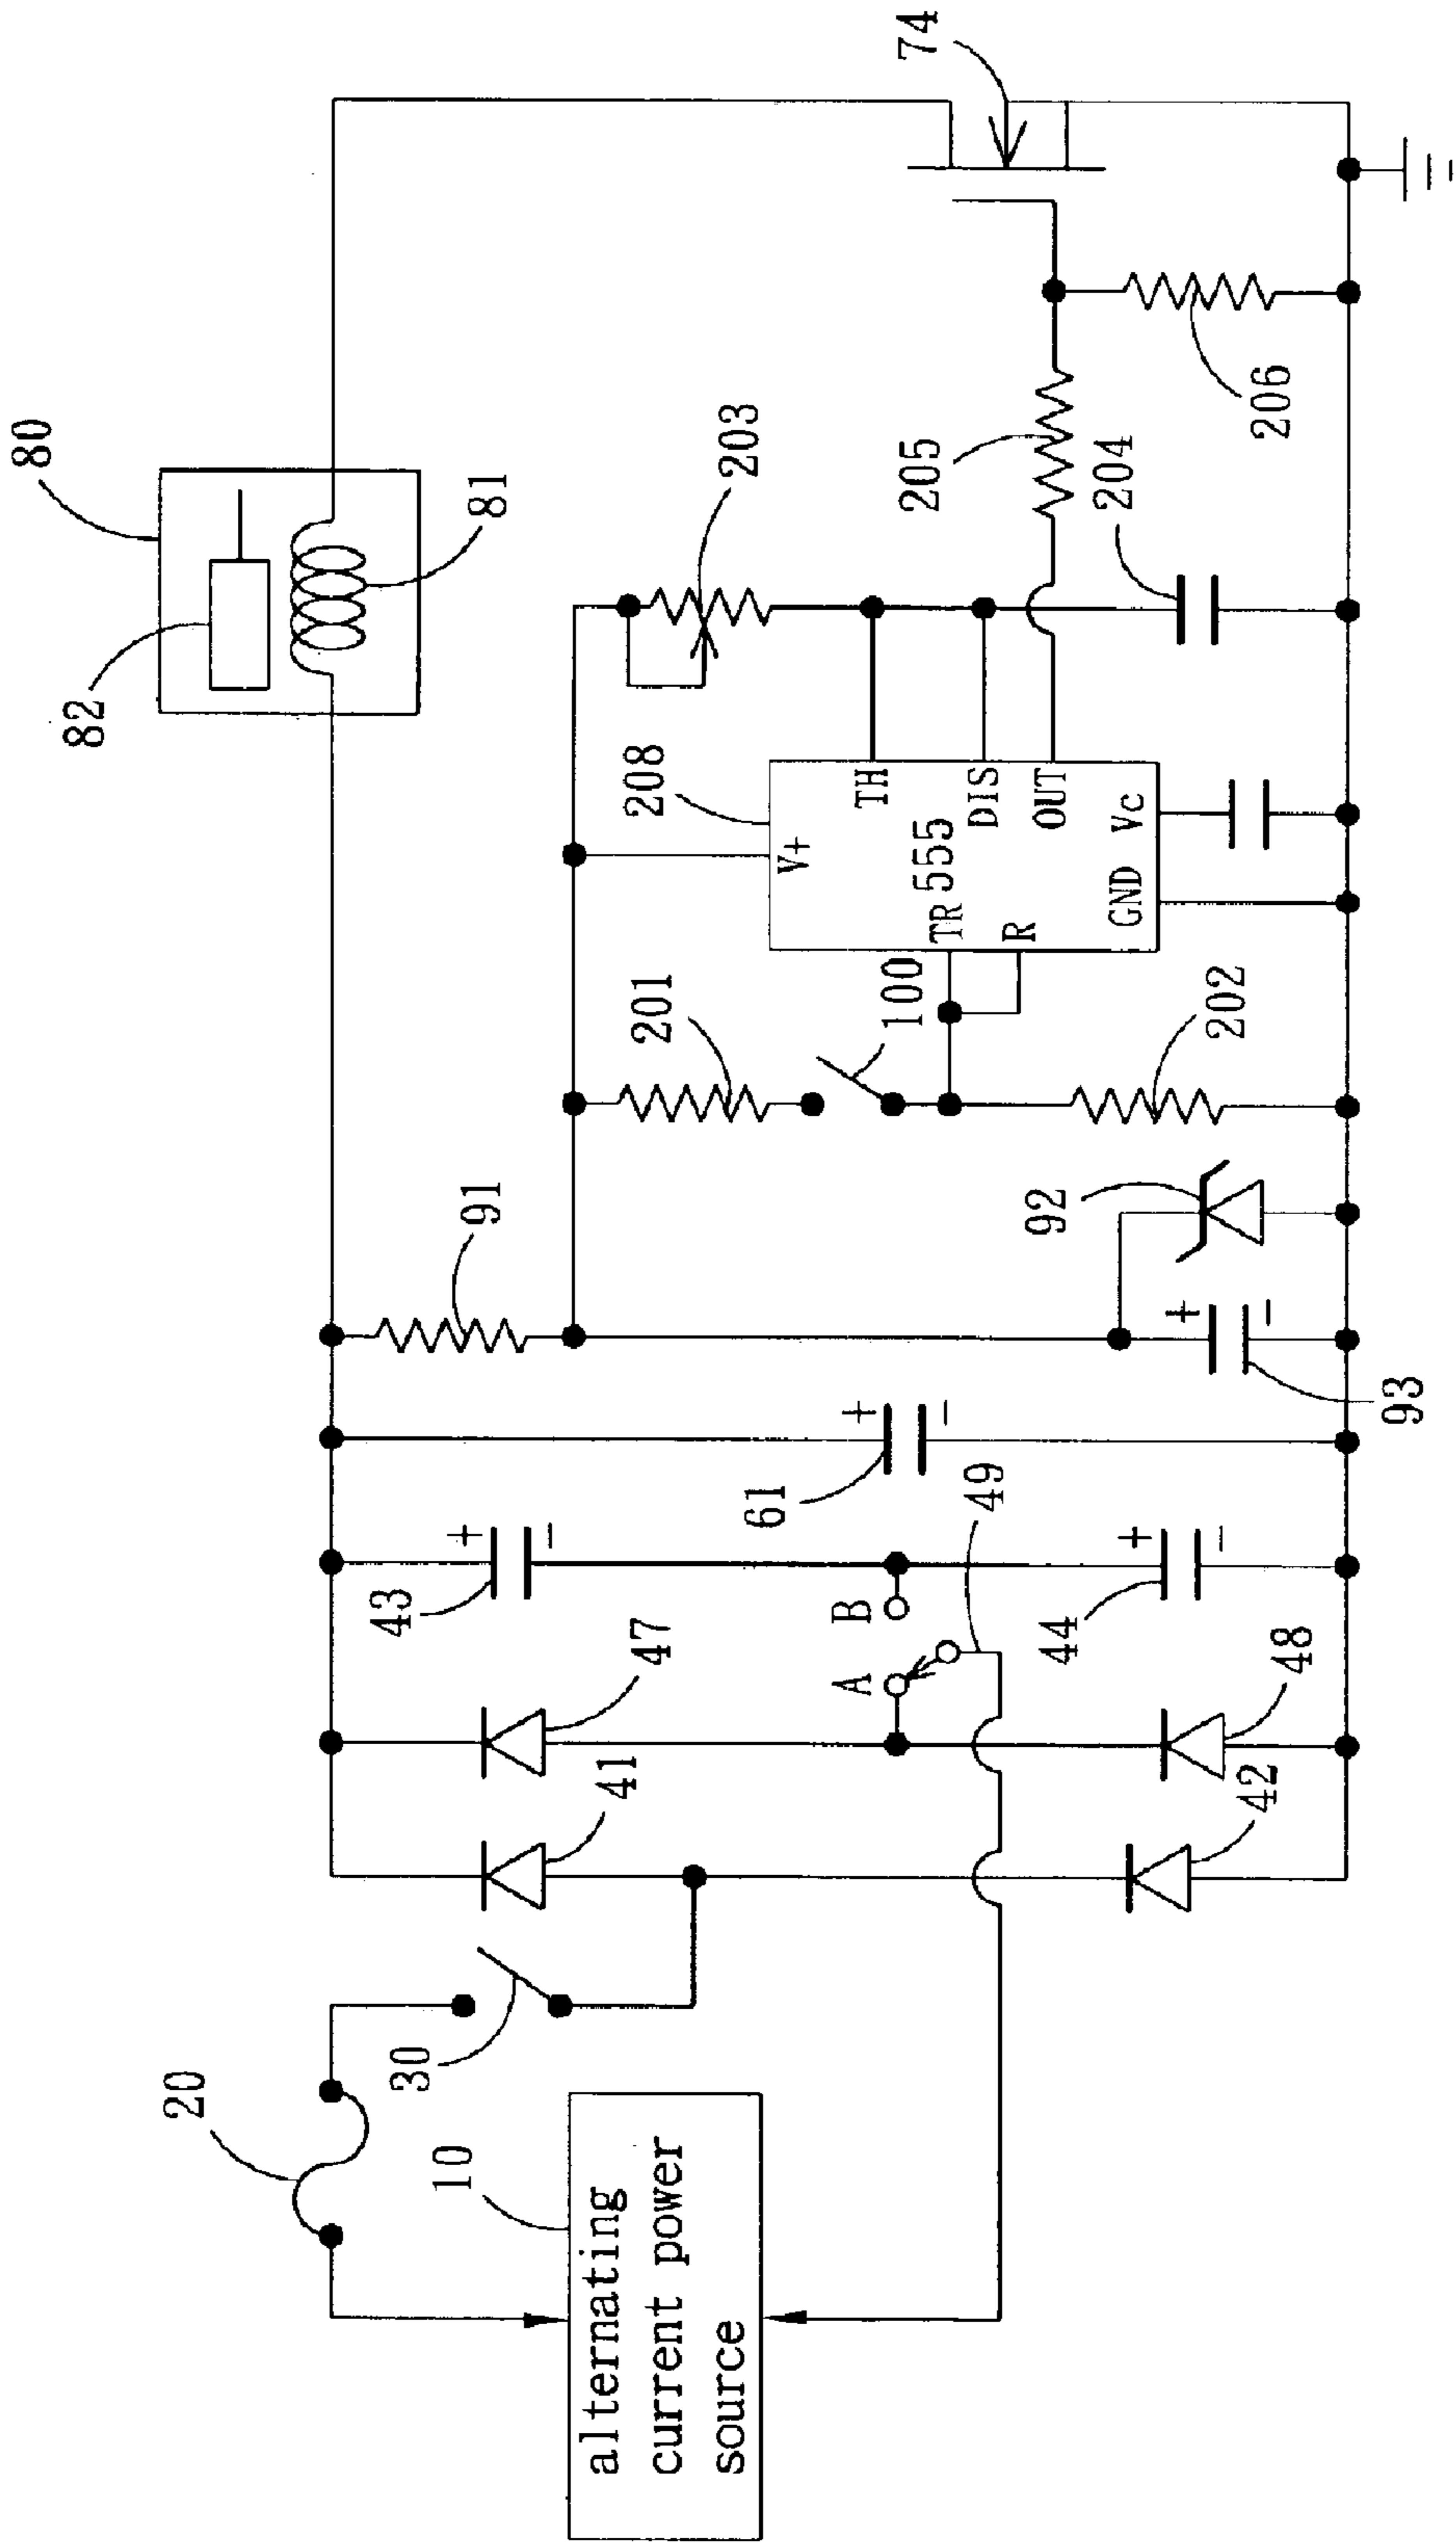 20
10
alternating
current power
source
30
41
42
47
48
A
B
43
+
−
44
+
−
49
61
+
−
91
93
+
−
92
201
100
202
208
V+
TR
555
R
TH
DIS
OUT
GND
Vc
203
204
205
206
80
82
81
74